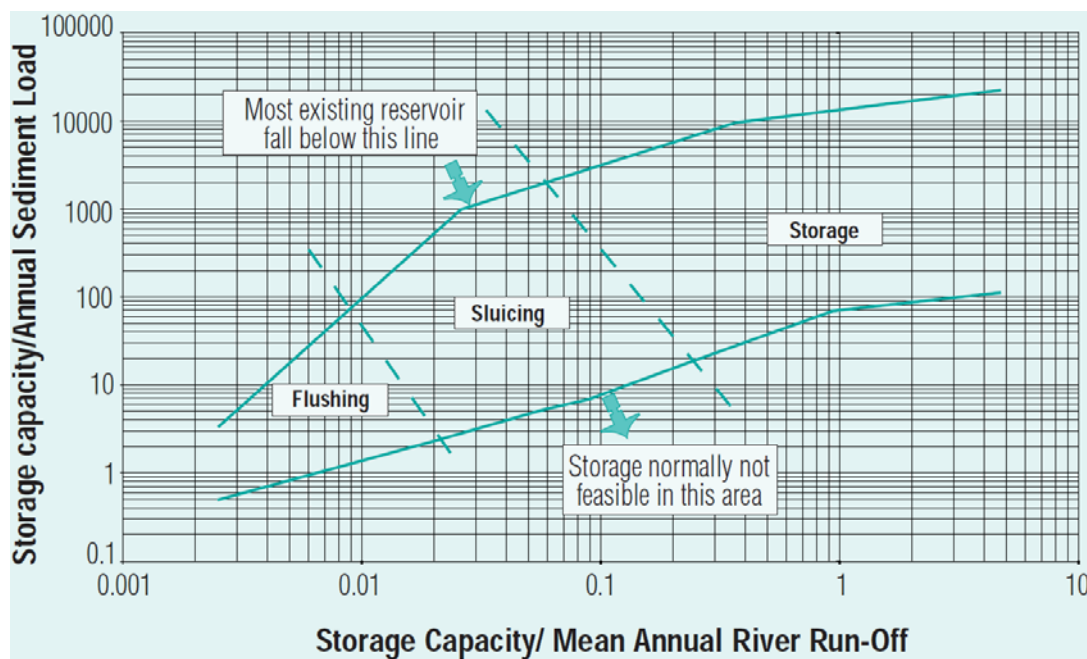 Storage capacity/Annual Sediment Load
100000
10000
1000
100
10
1
0.1
Most existing reservoir
fall below this line
Storage
Sluicing
Flushing
Storage normally not
feasible in this area
0.001
0.01
0.1
1
10
Storage Capacity/ Mean Annual River Run-Off